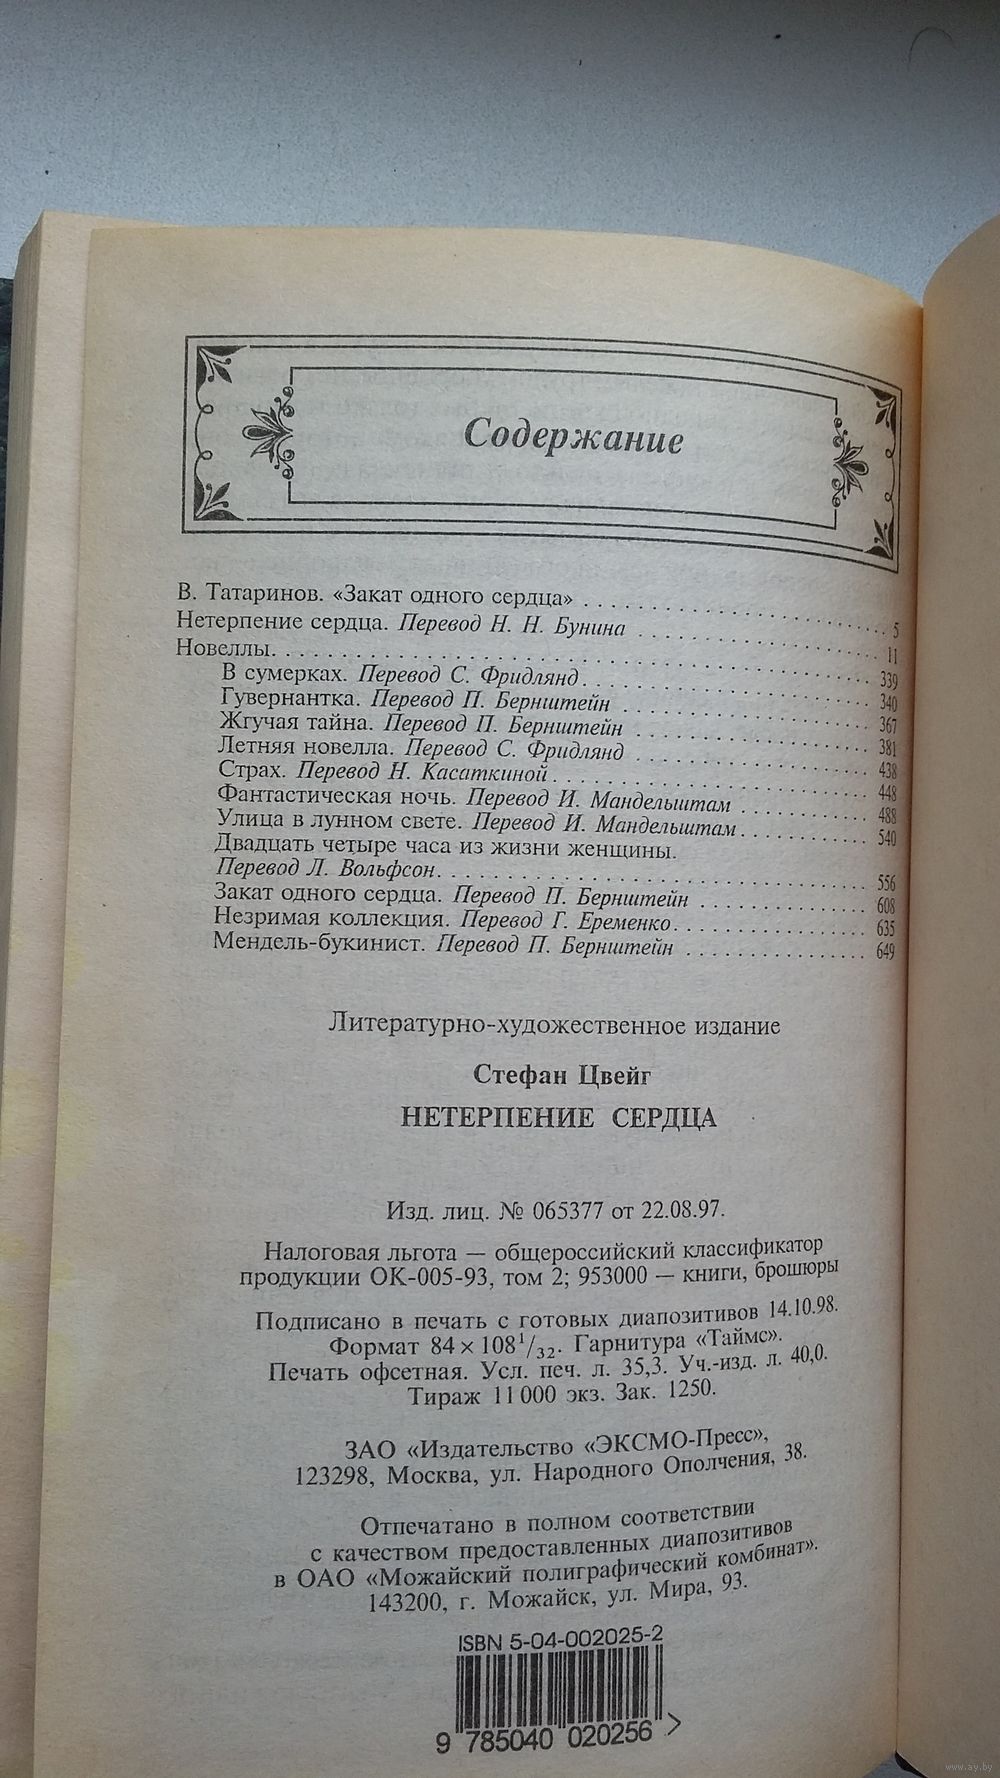 Содержание
В. Татаринов. «Закат одного сердца» . . . . . . . . . . 5
Нетерпение сердца. Перевод Н. Н. Бунина . . . . . . . . . . 11
Новеллы. . . . . . . . . . . 339
В сумерках. Перевод С. Фридлянд. . . . . . . . . . . 340
Гувернантка. Перевод П. Бернштейн . . . . . . . . . . 367
Жгучая тайна. Перевод П. Бернштейн . . . . . . . . . . 381
Летняя новелла. Перевод С. Фридлянд . . . . . . . . . . 438
Страх. Перевод Н. Касаткиной . . . . . . . . . . 448
Фантастическая ночь. Перевод И. Мандельштам . . . . . . . . . . 488
Улица в лунном свете. Перевод И. Мандельштам. . . . . . . . . . 540
Двадцать четыре часа из жизни женщины.
Перевод Л. Вольфсон. . . . . . . . . . . 556
Закат одного сердца. Перевод П. Бернштейн . . . . . . . . . . 608
Незримая коллекция. Перевод Г. Еременко. . . . . . . . . . 635
Мендель-букинист. Перевод П. Бернштейн . . . . . . . . . . 649
Литературно-художественное издание
Стефан Цвейг
НЕТЕРПЕНИЕ СЕРДЦА
Изд. лиц. № 065377 от 22.08.97.
Налоговая льгота — общероссийский классификатор
продукции ОК-005-93, том 2; 953000 — книги, брошюры
Подписано в печать с готовых диапозитивов 14.10.98.
Формат 84×108 1/32. Гарнитура «Таймс».
Печать офсетная. Усл. печ. л. 35,3. Уч.-изд. л. 40,0.
Тираж 11 000 экз. Зак. 1250.
ЗАО «Издательство «ЭКСМО-Пресс»,
123298, Москва, ул. Народного Ополчения, 38.
Отпечатано в полном соответствии
с качеством предоставленных диапозитивов
в ОАО «Можайский полиграфический комбинат».
143200, г. Можайск, ул. Мира, 93.
ISBN 5-04-002025-2
9 785040 020256 >
www.ay.by